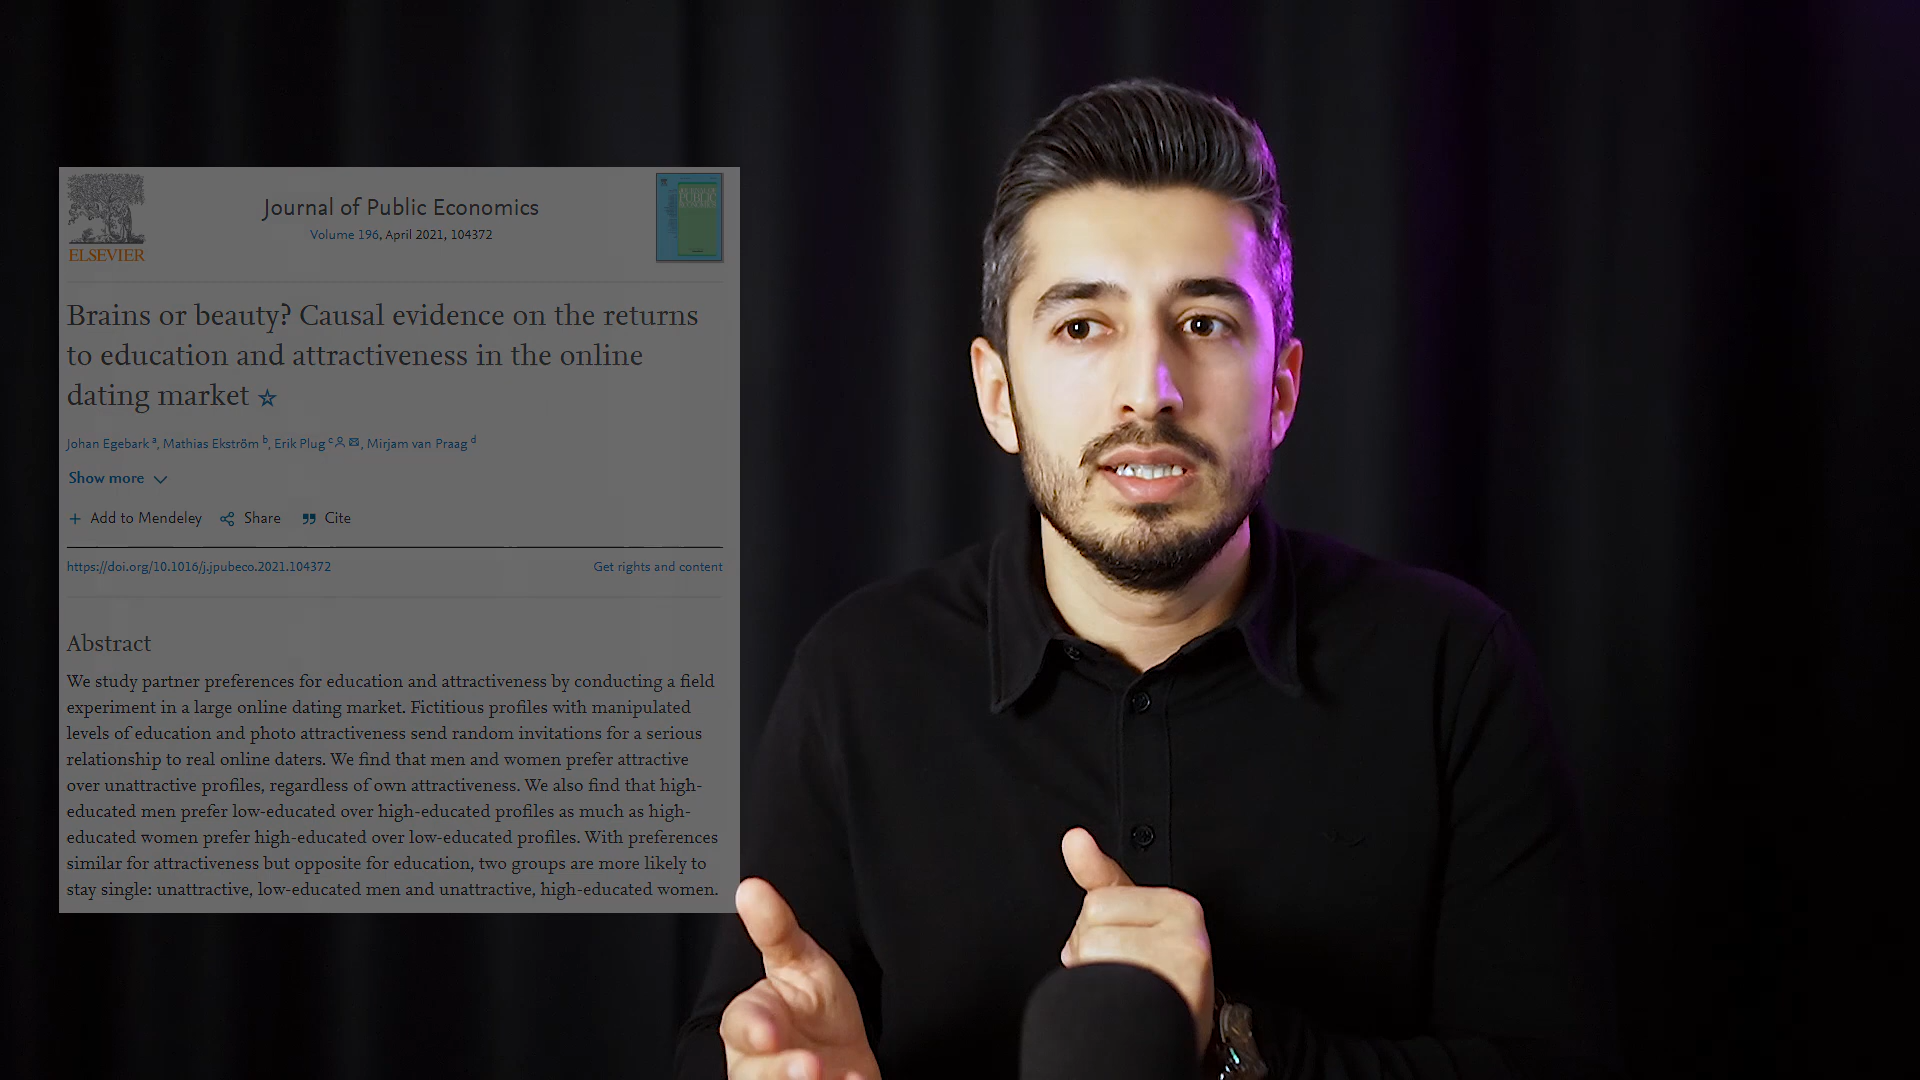 Journal of Public Economics
Volume 196, April 2021, 104372
ELSEVIER
Brains or beauty? Causal evidence on the returns
to education and attractiveness in the online
dating market
Johan Egebark a, Mathias Ekström b, Erik Plug c, Mirjam van Praag d
Show more
+ Add to Mendeley Share Cite
https://doi.org/10.1016/j.jpubeco.2021.104372 Get rights and content
Abstract
We study partner preferences for education and attractiveness by conducting a field
experiment in a large online dating market. Fictitious profiles with manipulated
levels of education and photo attractiveness send random invitations for a serious
relationship to real online daters. We find that men and women prefer attractive
over unattractive profiles, regardless of own attractiveness. We also find that high-
educated men prefer low-educated over high-educated profiles as much as high-
educated women prefer high-educated over low-educated profiles. With preferences
similar for attractiveness but opposite for education, two groups are more likely to
stay single: unattractive, low-educated men and unattractive, high-educated women.